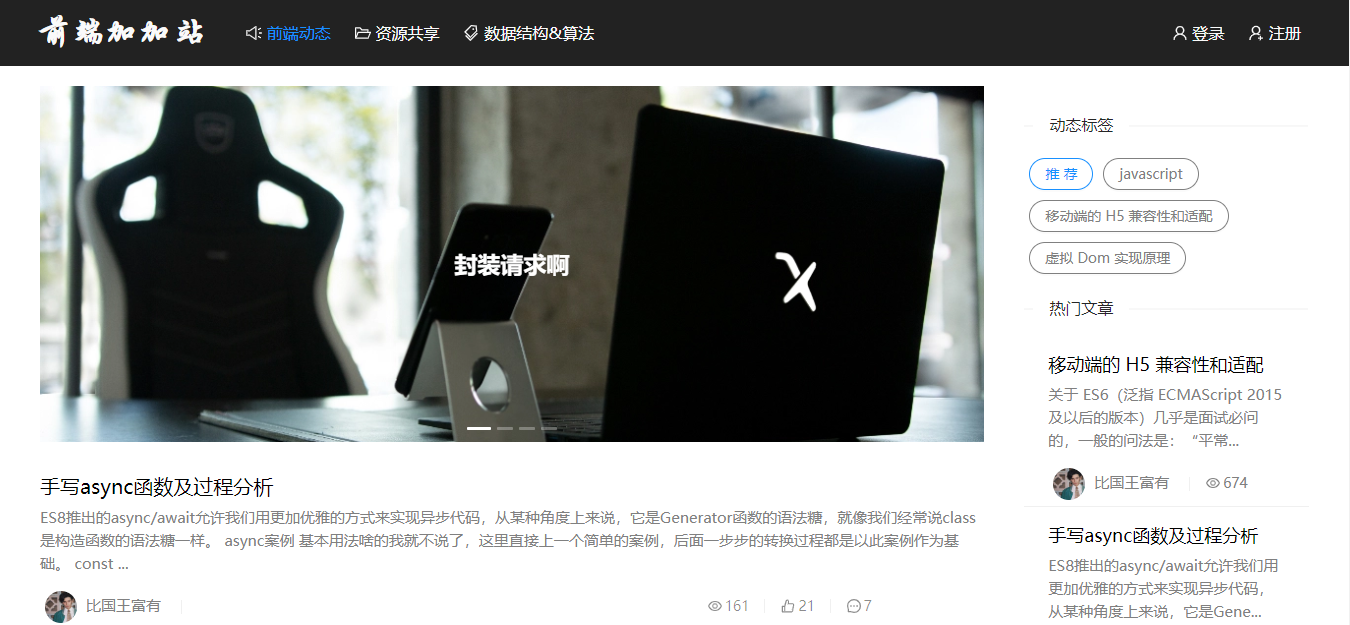 前端加加站
前端动态 资源共享 数据结构&算法 登录 注册
封装请求啊
手写async函数及过程分析
ES8推出的async/await允许我们用更加优雅的方式来实现异步代码，从某种角度上来说，它是Generator函数的语法糖，就像我们经常说class
是构造函数的语法糖一样。 async案例 基本用法啥的我就不说了，这里直接上一个简单的案例，后面一步步的转换过程都是以此案例作为基
础。 const ...
比国王富有 161 21 7
动态标签
推 荐 javascript
移动端的 H5 兼容性和适配
虚拟 Dom 实现原理
热门文章
移动端的 H5 兼容性和适配
关于 ES6（泛指 ECMAScript 2015
及以后的版本）几乎是面试必问
的，一般的问法是： “平常...
比国王富有 674
手写async函数及过程分析
ES8推出的async/await允许我们用
更加优雅的方式来实现异步代码，
从某种角度上来说，它是Gene...